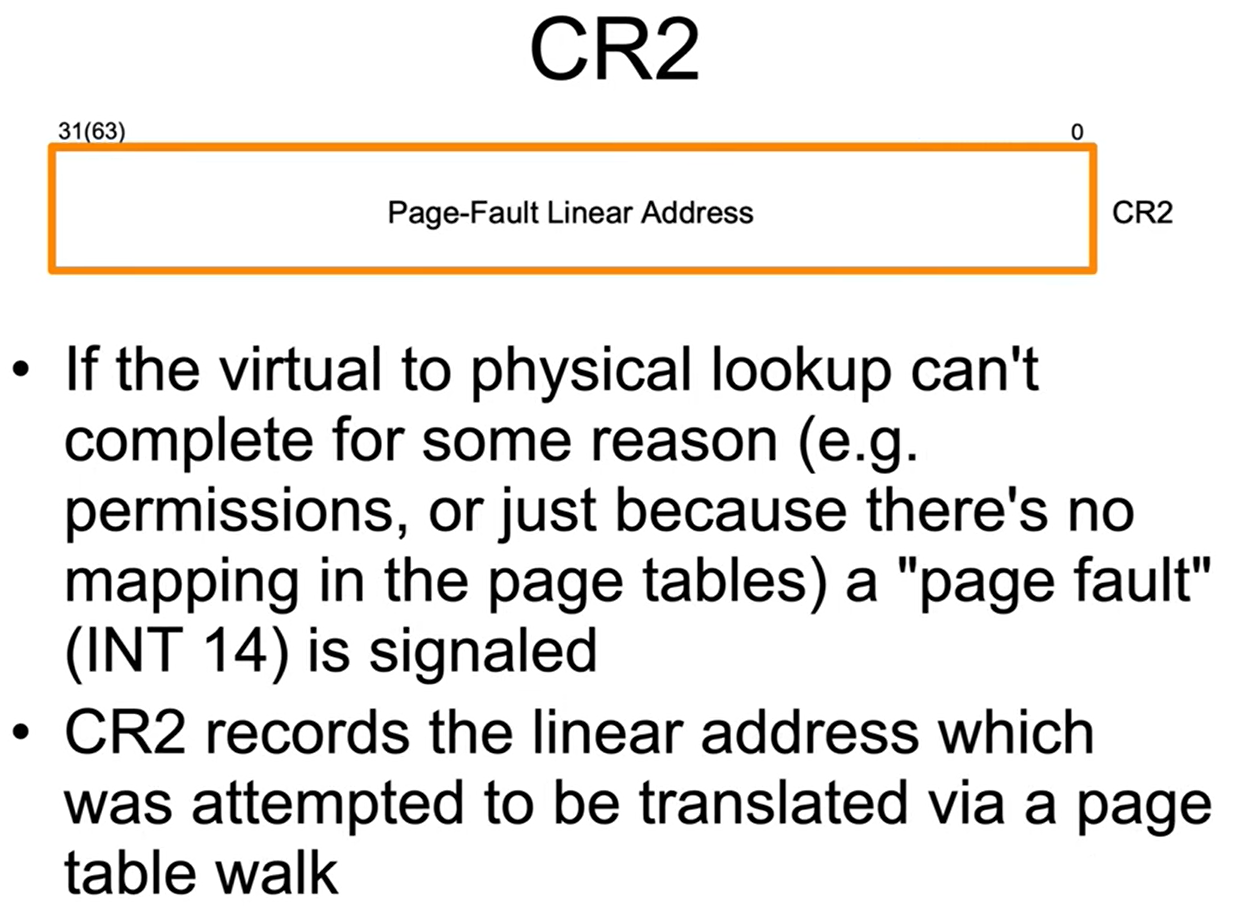 CR2
31(63) 0
Page-Fault Linear Address CR2
• If the virtual to physical lookup can't
complete for some reason (e.g.
permissions, or just because there's no
mapping in the page tables) a "page fault"
(INT 14) is signaled
• CR2 records the linear address which
was attempted to be translated via a page
table walk